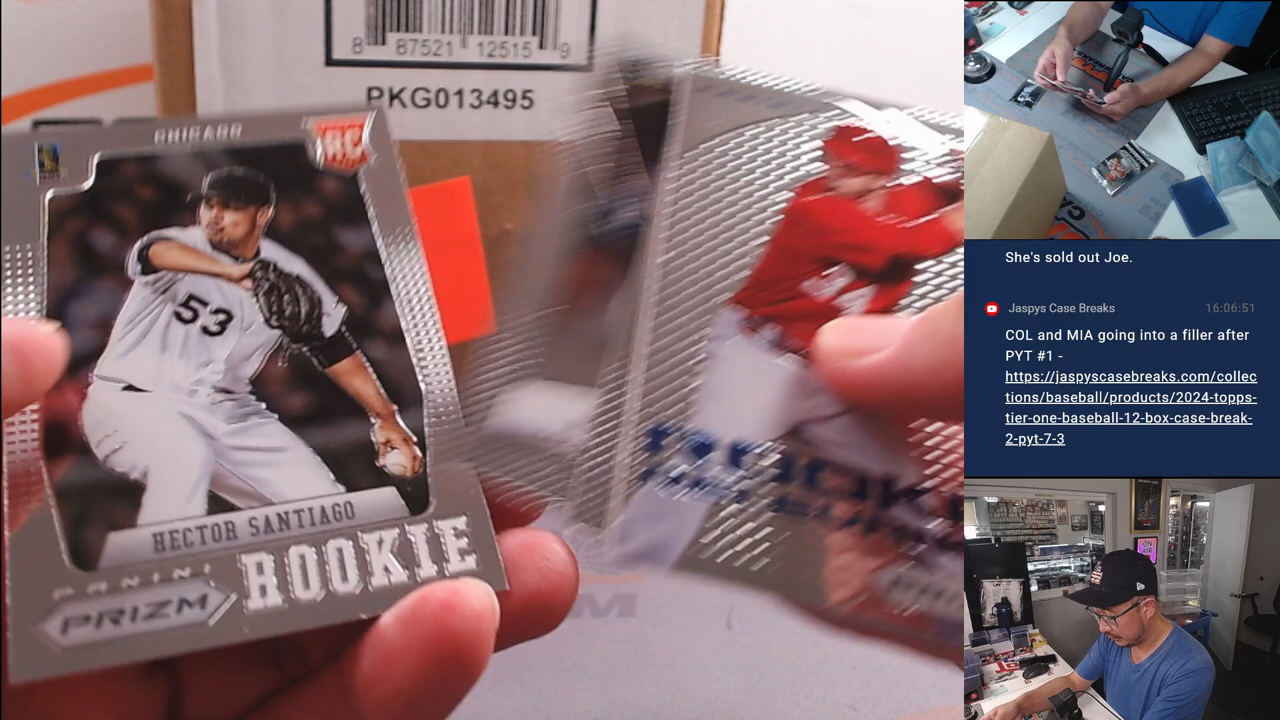 8 87521 12515 9
PKG013495
CHICAGO
RC
53
HECTOR SANTIAGO
ROOKIE
PANINI
PRIZM
She's sold out Joe.
Jaspys Case Breaks 16:06:51
COL and MIA going into a filler after
PYT #1 -
https://jaspyscasebreaks.com/collec
tions/baseball/products/2024-topps-
tier-one-baseball-12-box-case-break-
2-pyt-7-3
ON
AIR